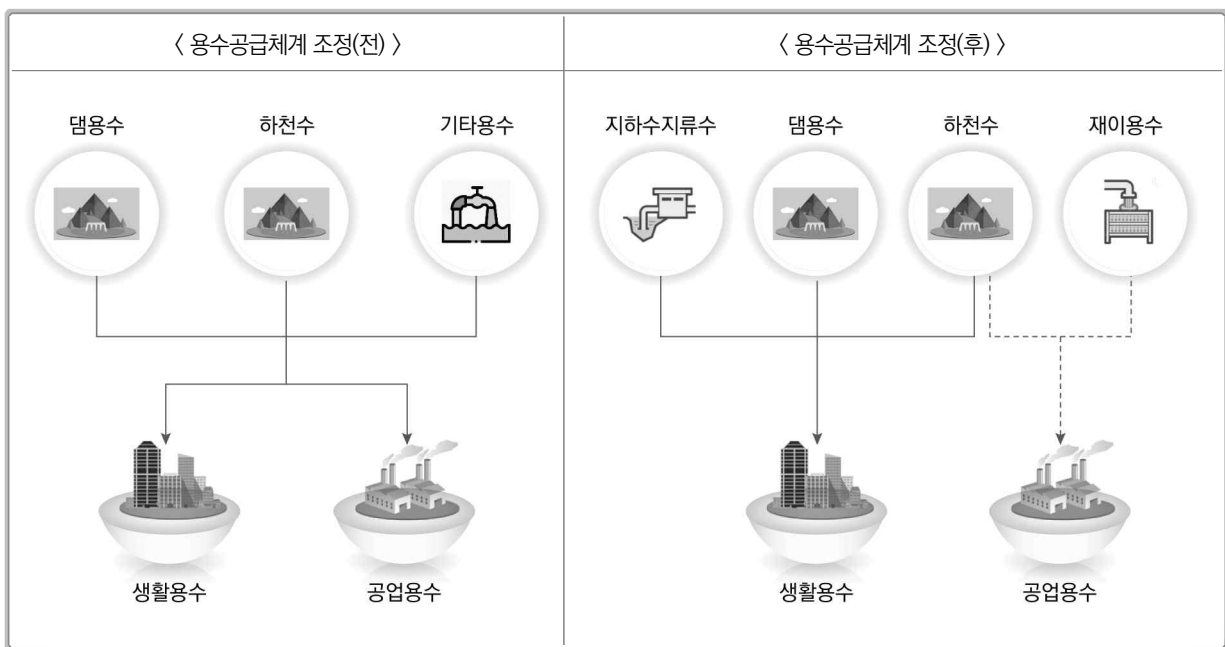 〈 용수공급체계 조정(전) 〉
댐용수 하천수 기타용수
생활용수 공업용수
〈 용수공급체계 조정(후) 〉
지하수지류수 댐용수 하천수 재이용수
생활용수 공업용수